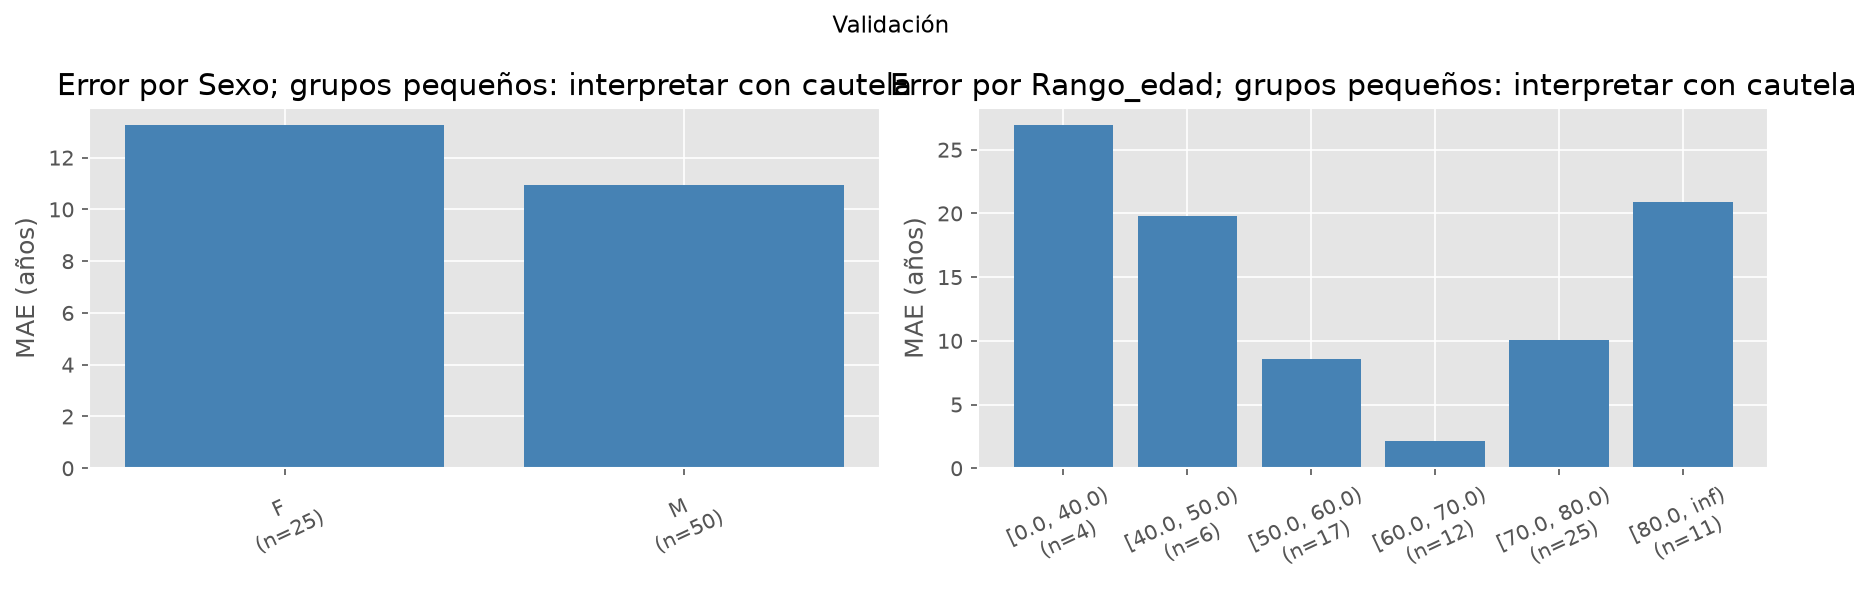 Validación
Error por Sexo; grupos pequeños: interpretar con cautela
MAE (años)
12
10
8
6
4
2
0
F
(n=25)
M
(n=50)
Error por Rango_edad; grupos pequeños: interpretar con cautela
MAE (años)
25
20
15
10
5
0
[0.0, 40.0)
(n=4)
[40.0, 50.0)
(n=6)
[50.0, 60.0)
(n=17)
[60.0, 70.0)
(n=12)
[70.0, 80.0)
(n=25)
[80.0, inf)
(n=11)